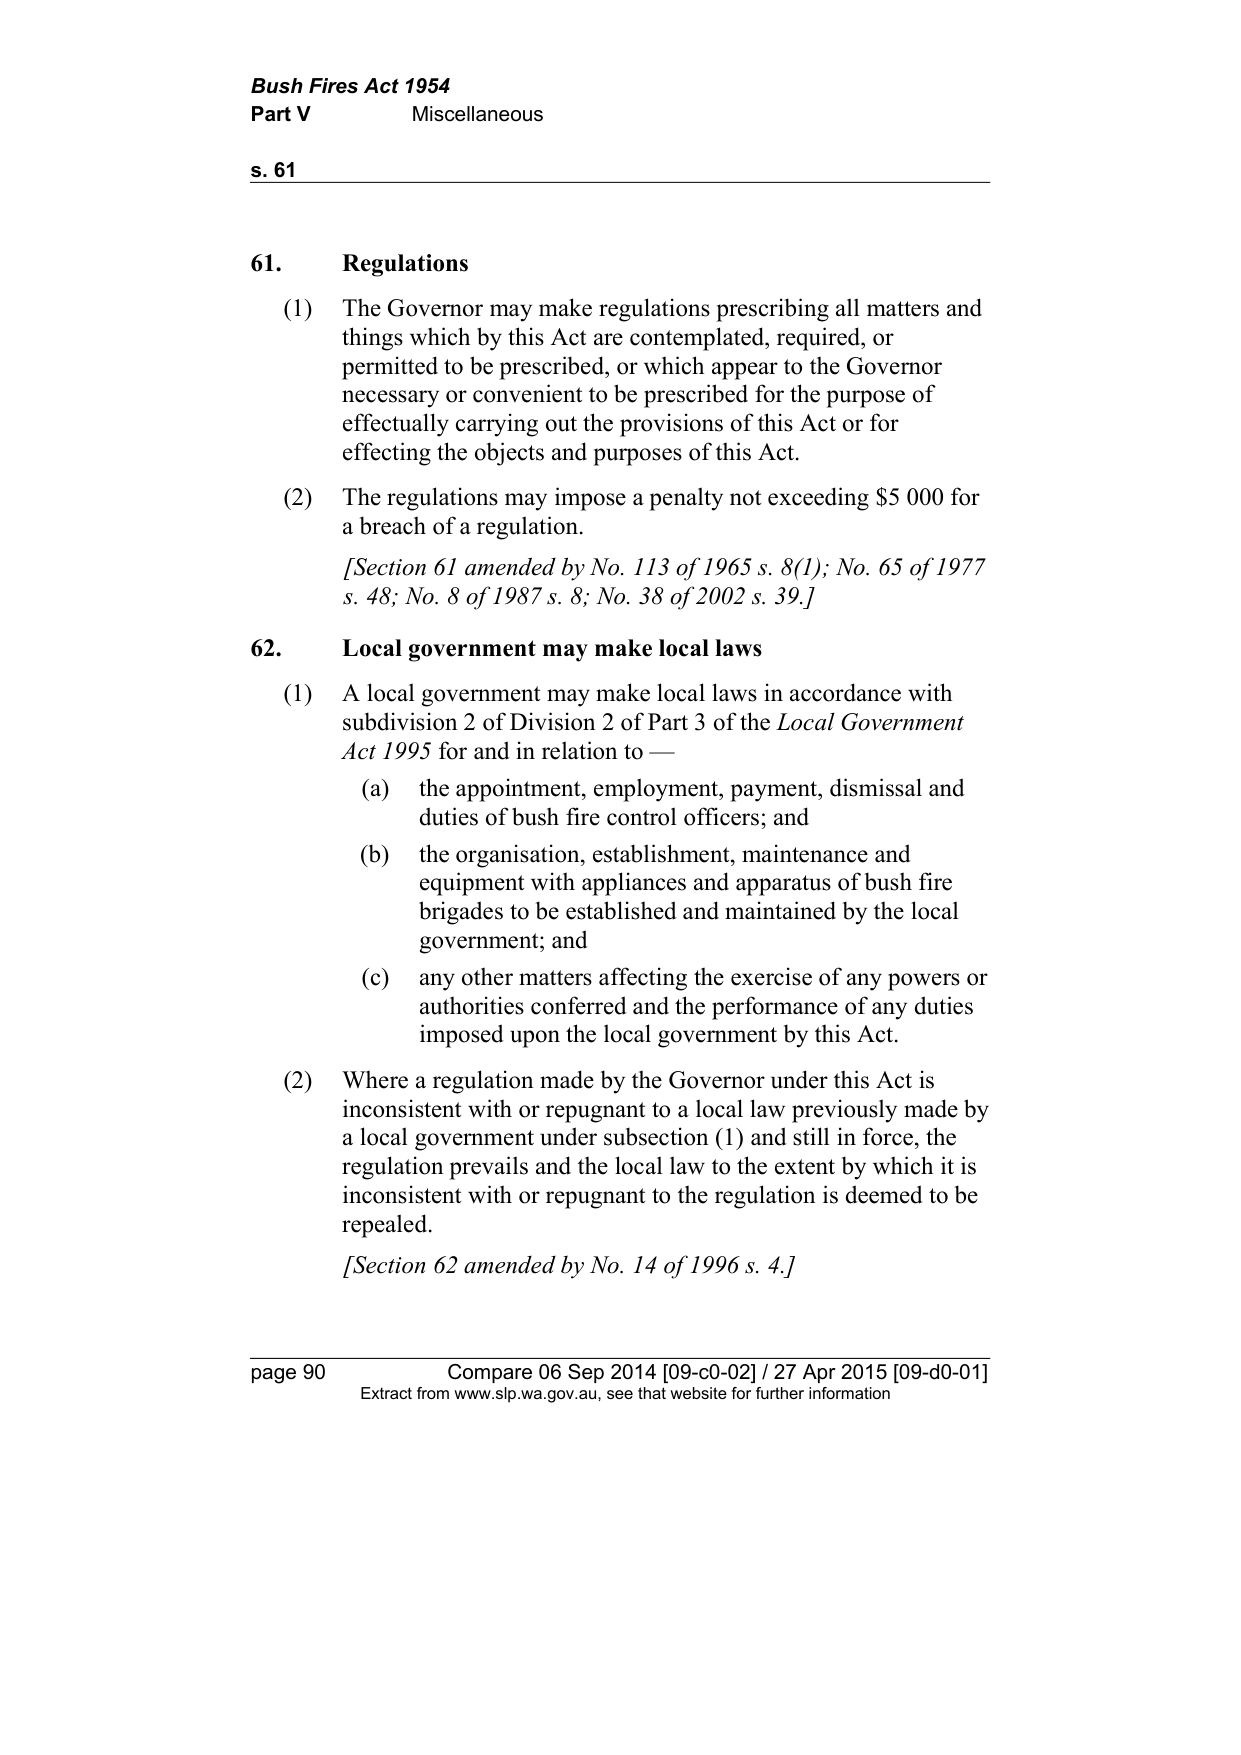 Bush Fires Act 1954
Part V Miscellaneous
s. 61
61. Regulations
(1) The Governor may make regulations prescribing all matters and
things which by this Act are contemplated, required, or
permitted to be prescribed, or which appear to the Governor
necessary or convenient to be prescribed for the purpose of
effectually carrying out the provisions of this Act or for
effecting the objects and purposes of this Act.
(2) The regulations may impose a penalty not exceeding $5 000 for
a breach of a regulation.
[Section 61 amended by No. 113 of 1965 s. 8(1); No. 65 of 1977
s. 48; No. 8 of 1987 s. 8; No. 38 of 2002 s. 39.]
62. Local government may make local laws
(1) A local government may make local laws in accordance with
subdivision 2 of Division 2 of Part 3 of the Local Government
Act 1995 for and in relation to —
(a) the appointment, employment, payment, dismissal and
duties of bush fire control officers; and
(b) the organisation, establishment, maintenance and
equipment with appliances and apparatus of bush fire
brigades to be established and maintained by the local
government; and
(c) any other matters affecting the exercise of any powers or
authorities conferred and the performance of any duties
imposed upon the local government by this Act.
(2) Where a regulation made by the Governor under this Act is
inconsistent with or repugnant to a local law previously made by
a local government under subsection (1) and still in force, the
regulation prevails and the local law to the extent by which it is
inconsistent with or repugnant to the regulation is deemed to be
repealed.
[Section 62 amended by No. 14 of 1996 s. 4.]
page 90 Compare 06 Sep 2014 [09-c0-02] / 27 Apr 2015 [09-d0-01]
Extract from www.slp.wa.gov.au, see that website for further information